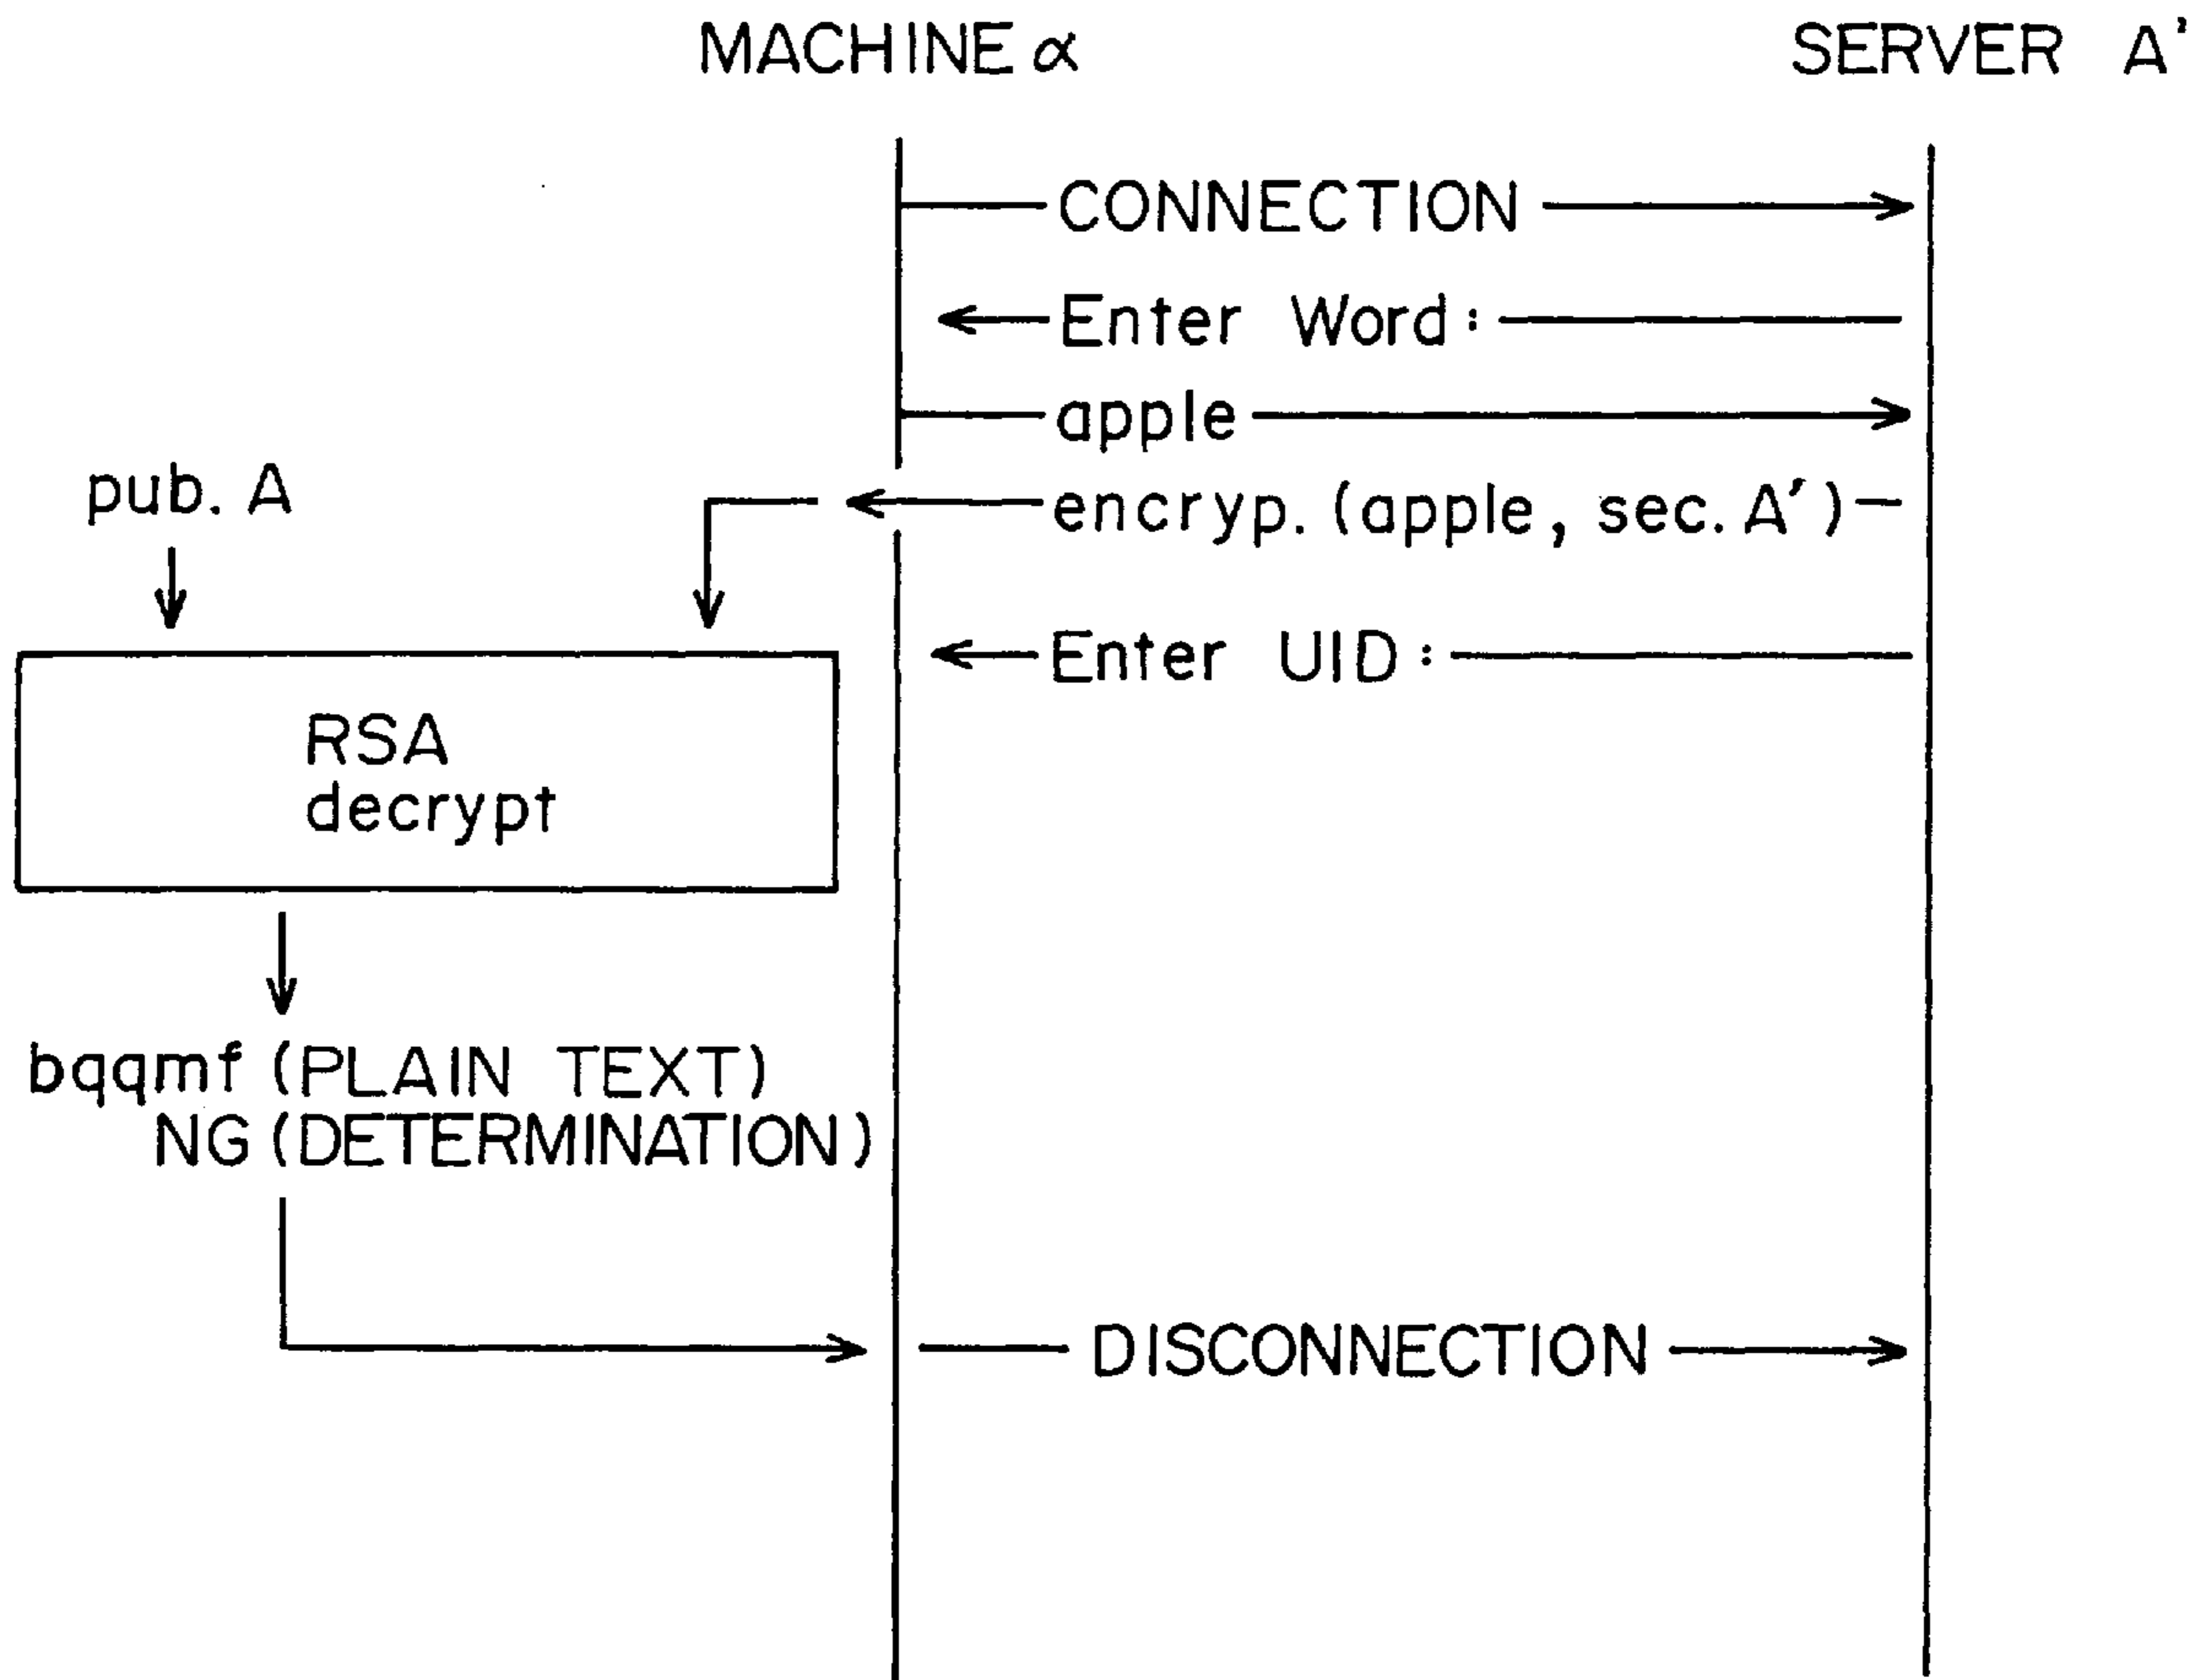 MACHINE α
SERVER A'
CONNECTION
Enter Word:
apple
pub. A
encryp. (apple, sec. A')
Enter UID:
RSA
decrypt
bqqmf (PLAIN TEXT)
NG (DETERMINATION)
DISCONNECTION